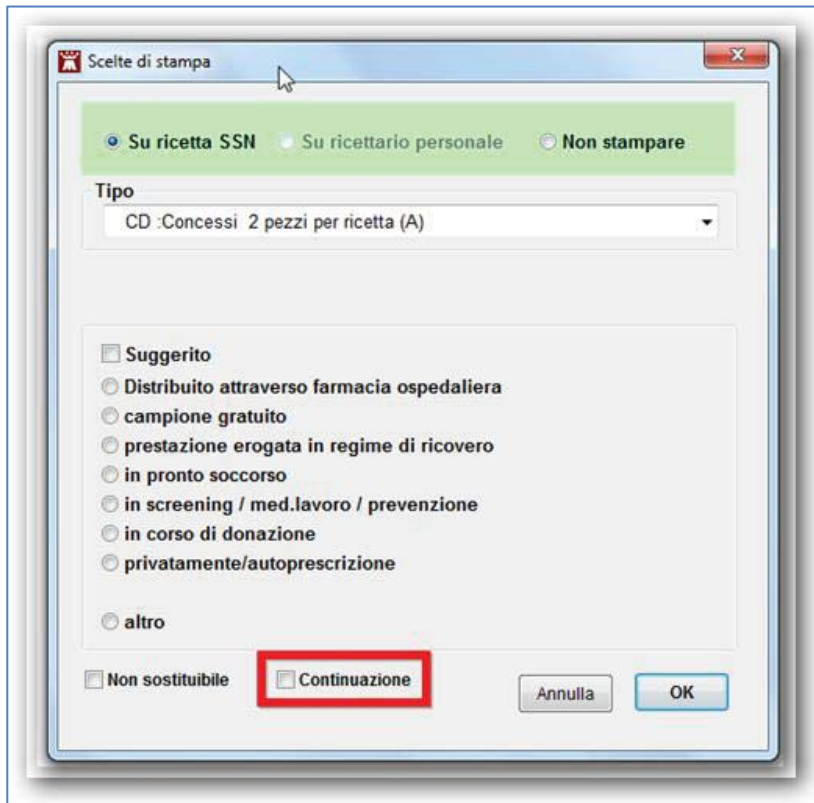 Scelte di stampa
Su ricetta SSN Su ricettario personale Non stampare
Tipo
CD :Concessi 2 pezzi per ricetta (A)
Suggerito
Distribuito attraverso farmacia ospedaliera
campione gratuito
prestazione erogata in regime di ricovero
in pronto soccorso
in screening / med.lavoro / prevenzione
in corso di donazione
privatamente/autoprescrizione
altro
Non sostituibile Continuazione Annulla OK